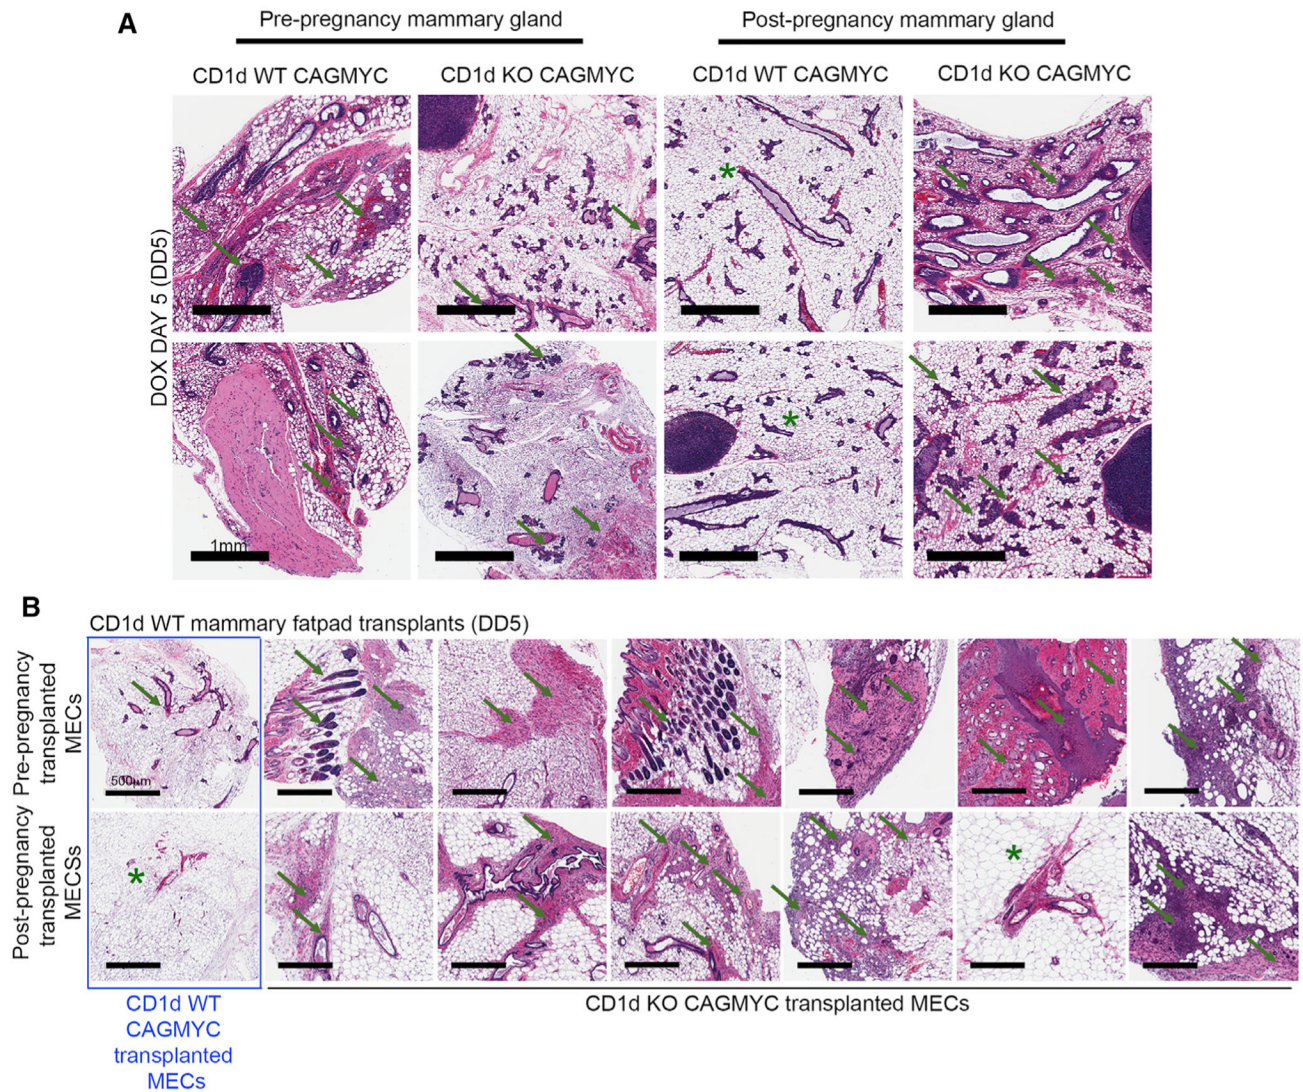 A
Pre-pregnancy mammary gland
Post-pregnancy mammary gland
CD1d WT CAGMYC
CD1d KO CAGMYC
CD1d WT CAGMYC
CD1d KO CAGMYC
DOX DAY 5 (DD5)
*
*
1mm
B
CD1d WT mammary fatpad transplants (DD5)
Pre-pregnancy
transplanted
MECs
500µm
Post-pregnancy
transplanted
MECSs
*
*
CD1d WT
CAGMYC
transplanted
MECs
CD1d KO CAGMYC transplanted MECs